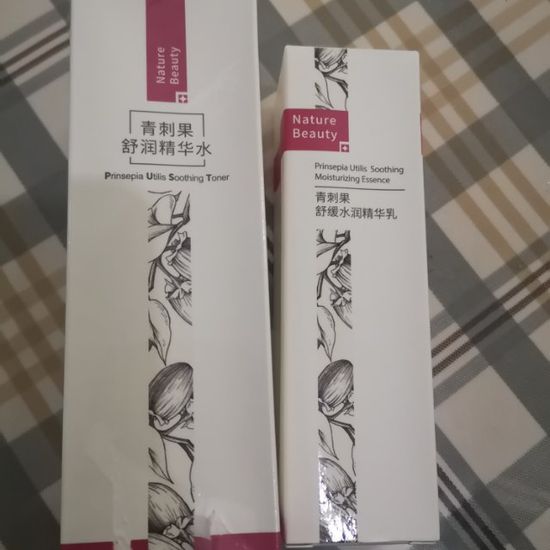 Nature
Beauty
青刺果
舒润精华水
Prinsepia Utilis Soothing Toner
Nature
Beauty
Prinsepia Utilis Soothing
Moisturizing Essence
青刺果
舒缓水润精华乳